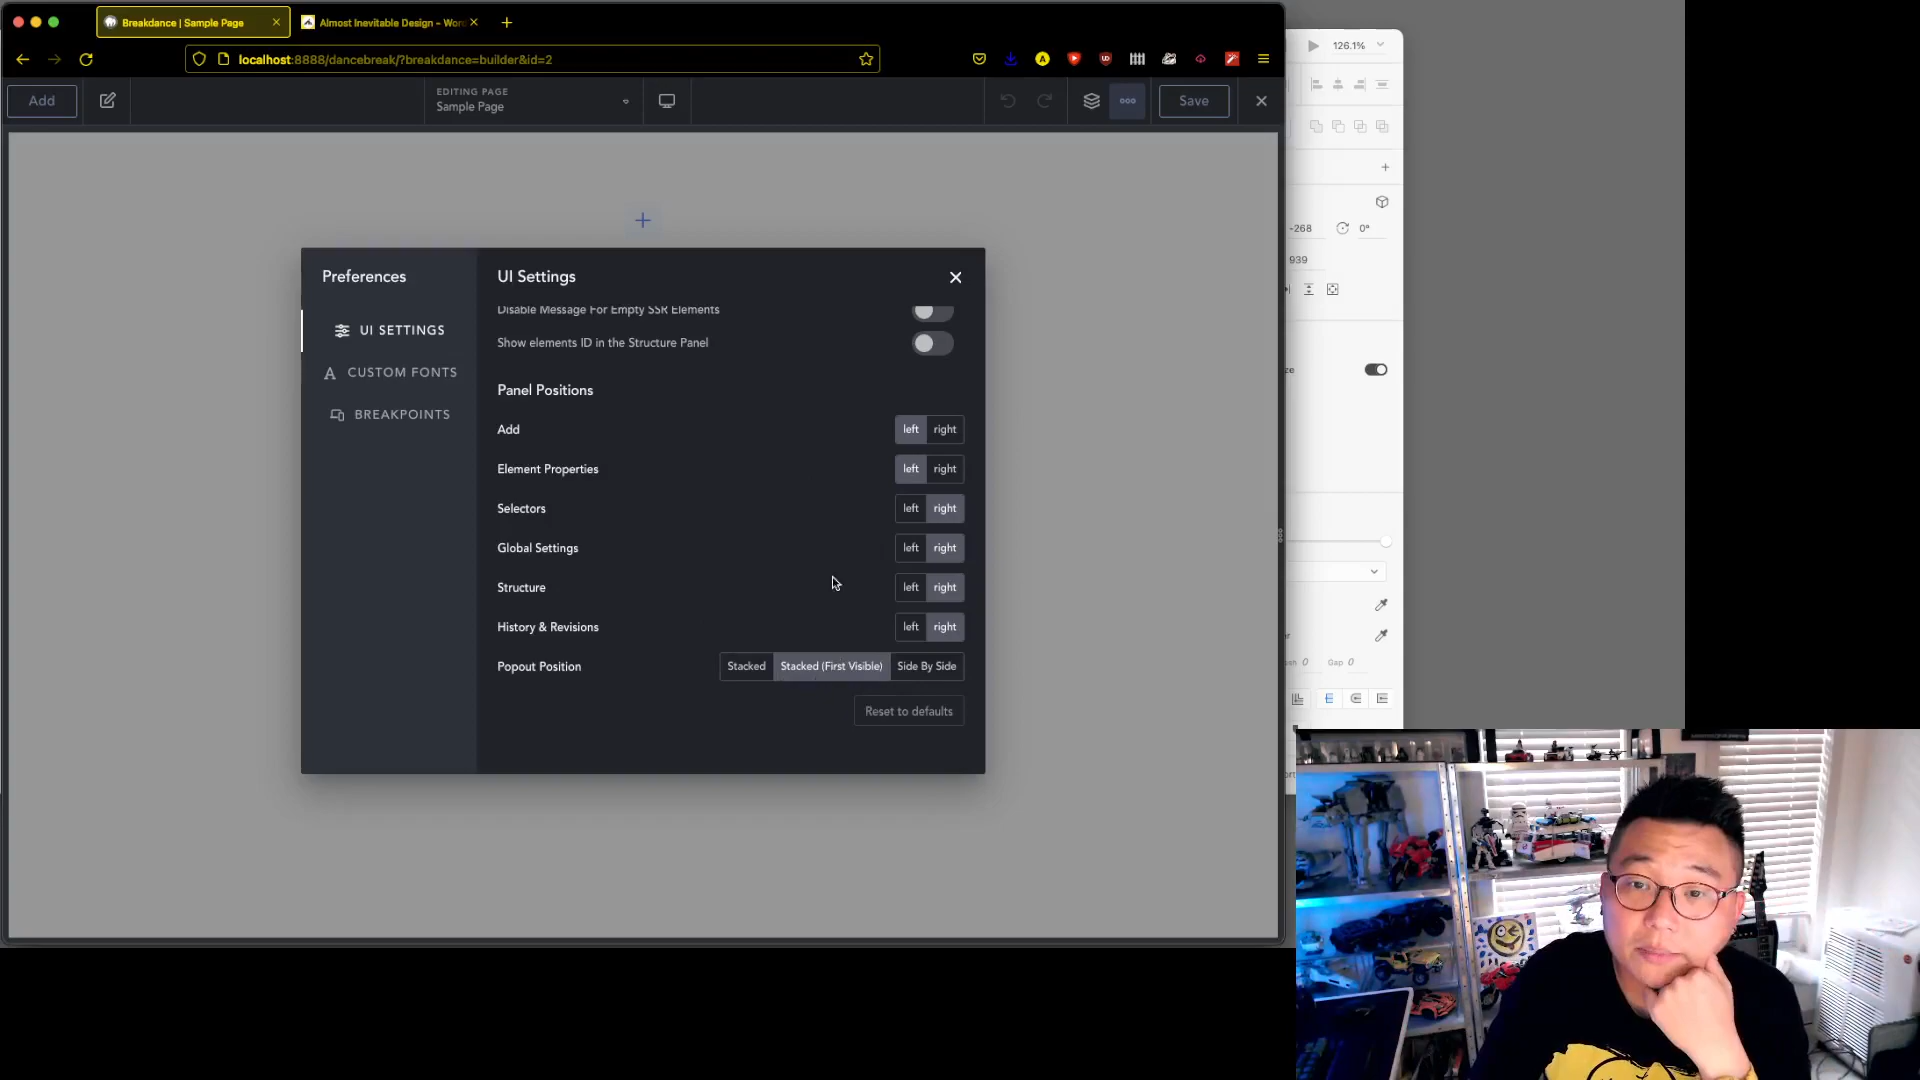 Breakdance | Sample Page
Almost Inevitable Design – Wor
localhost:8888/dancebreak/?breakdance=builder&id=2
126.1%
Add
EDITING PAGE
Sample Page
Save
Preferences
UI Settings
Disable Message For Empty SSR Elements
UI SETTINGS
Show elements ID in the Structure Panel
CUSTOM FONTS
Panel Positions
BREAKPOINTS
Add
left right
Element Properties
left right
Selectors
left right
Global Settings
left right
Structure
left right
History & Revisions
left right
Popout Position
Stacked Stacked (First Visible) Side By Side
Reset to defaults
-268
0°
939
0 Gap 0